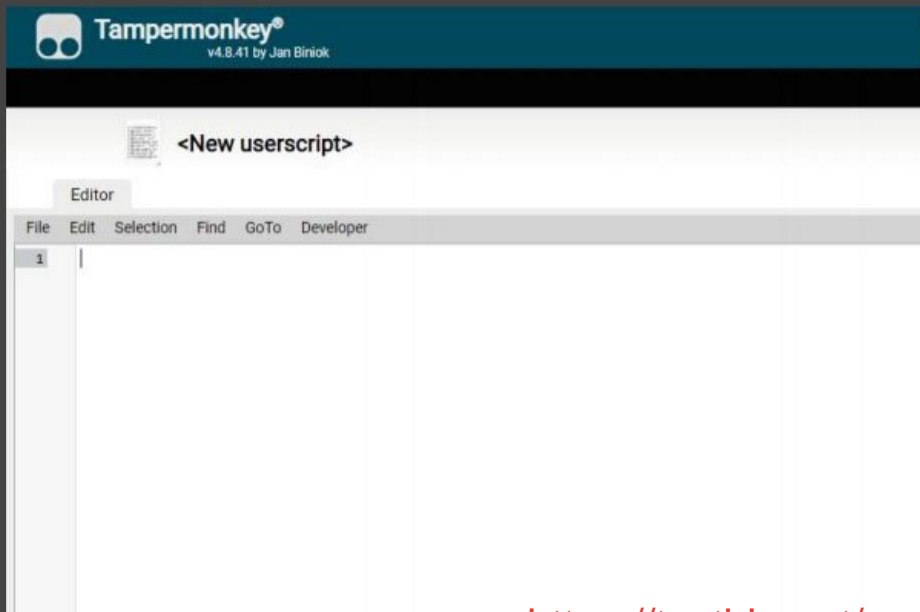 Tampermonkey®
v4.8.41 by Jan Biniok
<New userscript>
Editor
File Edit Selection Find GoTo Developer
1